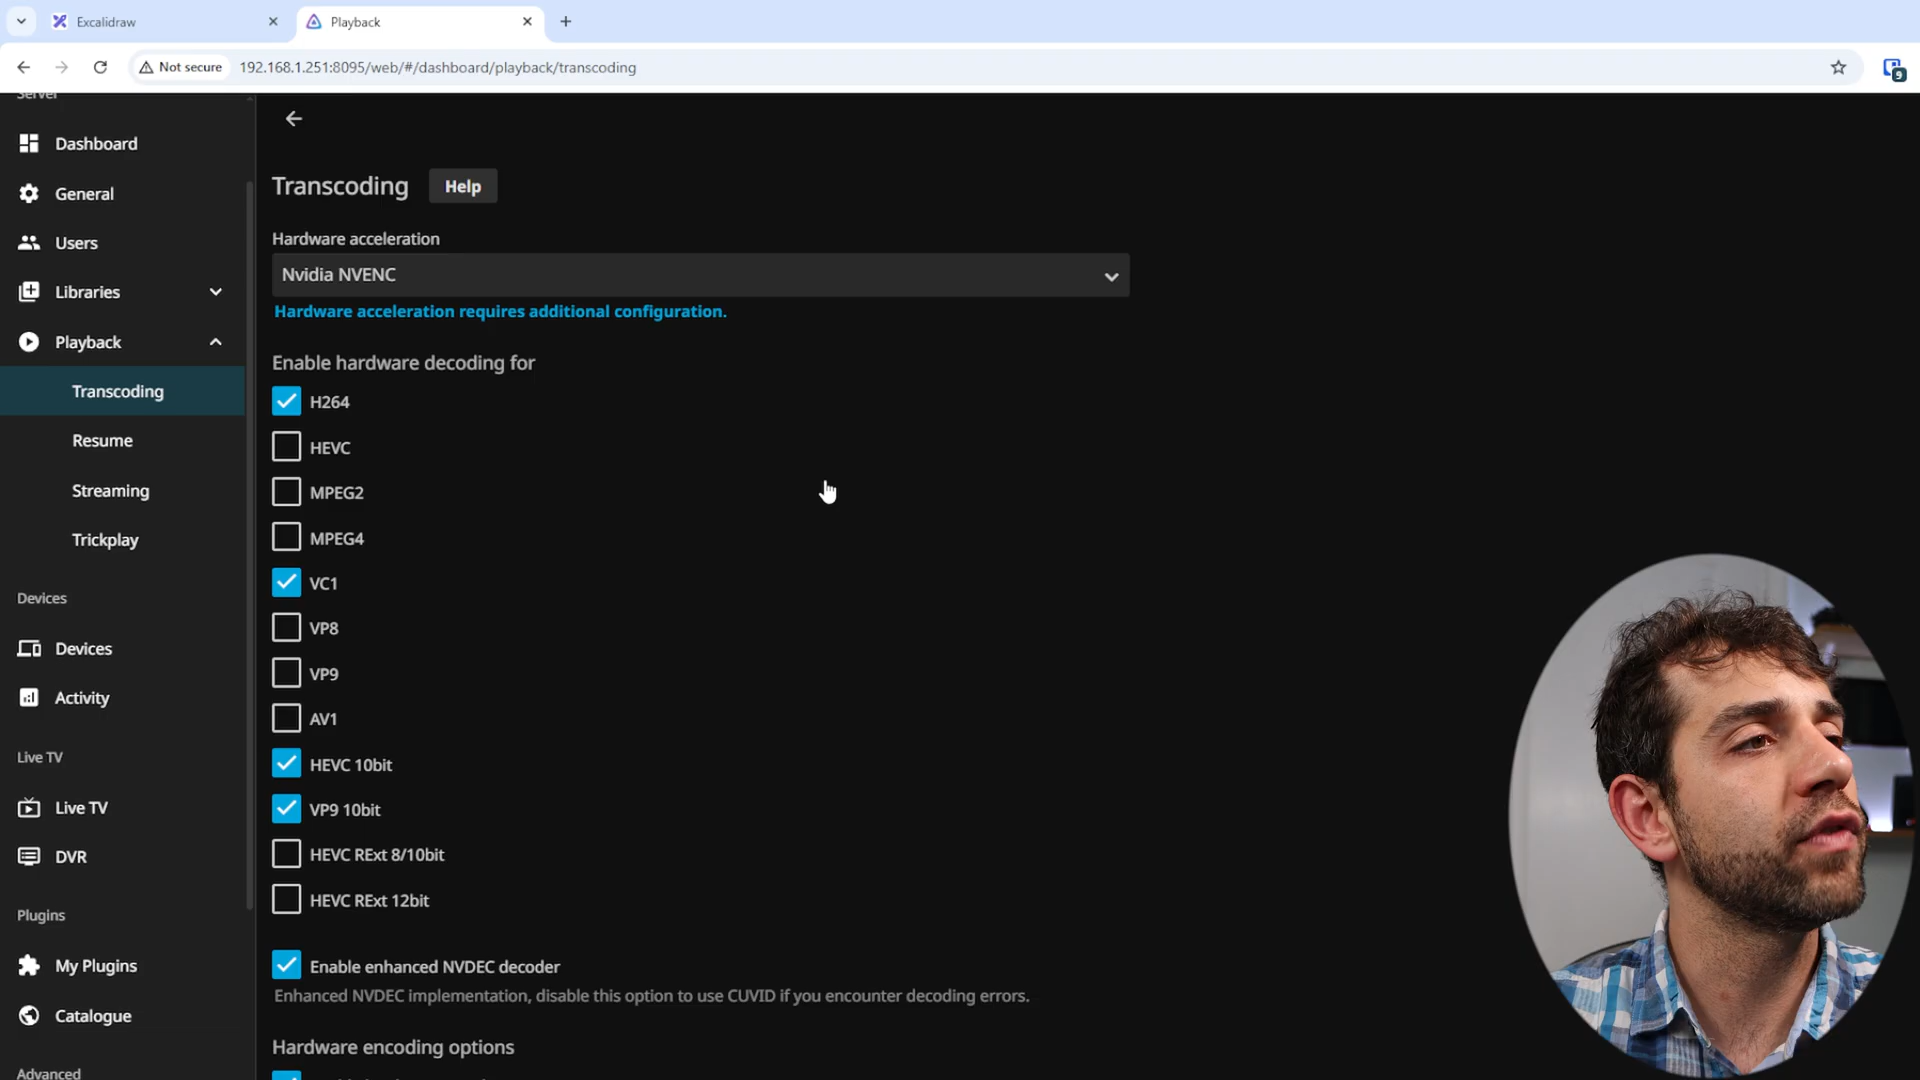 Excalidraw
Playback
Not secure
192.168.1.251:8095/web/#/dashboard/playback/transcoding
9
Server
Dashboard
General
Users
Libraries
Playback
Transcoding
Resume
Streaming
Trickplay
Devices
Devices
Activity
Live TV
Live TV
DVR
Plugins
My Plugins
Catalogue
Advanced
Transcoding
Help
Hardware acceleration
Nvidia NVENC
Hardware acceleration requires additional configuration.
Enable hardware decoding for
H264
HEVC
MPEG2
MPEG4
VC1
VP8
VP9
AV1
HEVC 10bit
VP9 10bit
HEVC RExt 8/10bit
HEVC RExt 12bit
Enable enhanced NVDEC decoder
Enhanced NVDEC implementation, disable this option to use CUVID if you encounter decoding errors.
Hardware encoding options